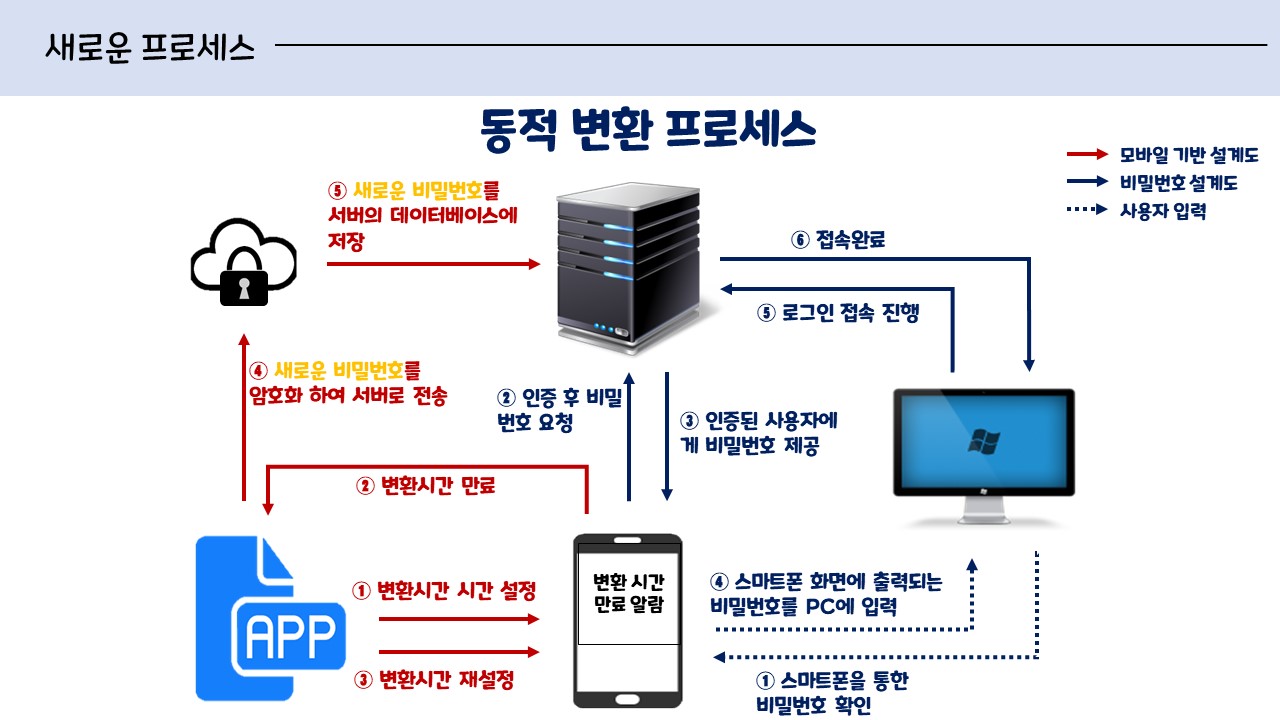 새로운 프로세스
동적 변환 프로세스
모바일 기반 설계도
비밀번호 설계도
사용자 입력
⑤ 새로운 비밀번호를
서버의 데이터베이스에
저장
⑥ 접속완료
⑤ 로그인 접속 진행
④ 새로운 비밀번호를
암호화 하여 서버로 전송
② 인증 후 비밀
번호 요청
③ 인증된 사용자에
게 비밀번호 제공
② 변환시간 만료
① 변환시간 시간 설정
APP
③ 변환시간 재설정
변환 시간
만료 알람
④ 스마트폰 화면에 출력되는
비밀번호를 PC에 입력
① 스마트폰을 통한
비밀번호 확인